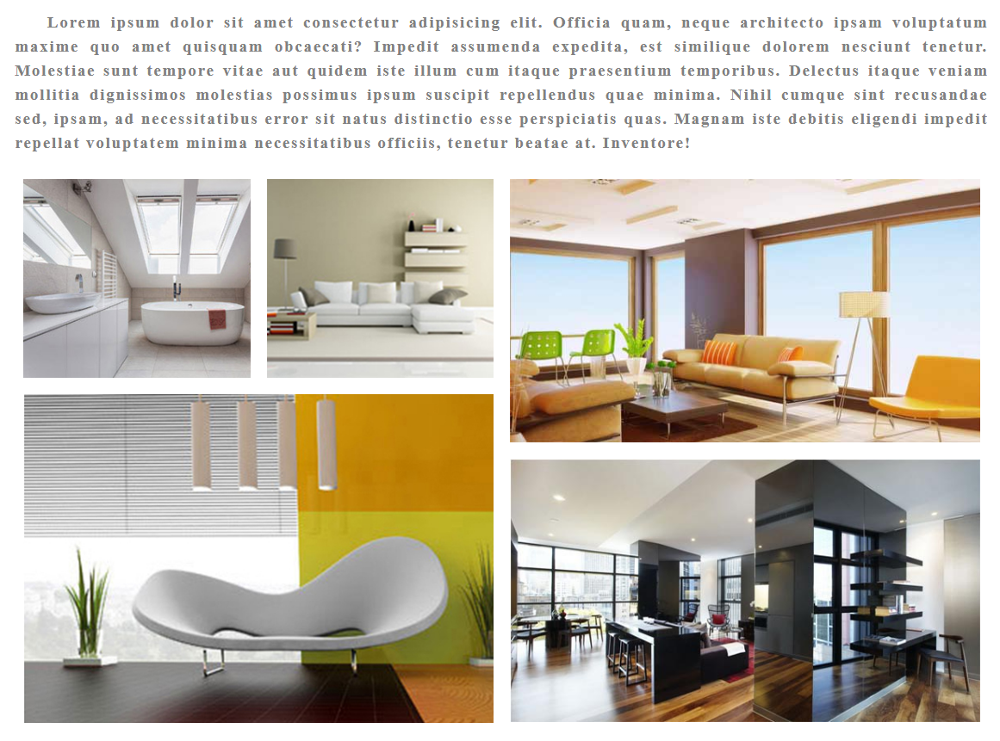 Lorem ipsum dolor sit amet consectetur adipisicing elit. Officia quam, neque architecto ipsam voluptatum
maxime quo amet quisquam obcaecati? Impedit assumenda expedita, est similique dolorem nesciunt tenetur.
Molestiae sunt tempore vitae aut quidem iste illum cum itaque praesentium temporibus. Delectus itaque veniam
mollitia dignissimos molestias possimus ipsum suscipit repellendus quae minima. Nihil cumque sint recusandae
sed, ipsam, ad necessitatibus error sit natus distinctio esse perspiciatis quas. Magnam iste debitis eligendi impedit
repellat voluptatem minima necessitatibus officiis, tenetur beatae at. Inventore!